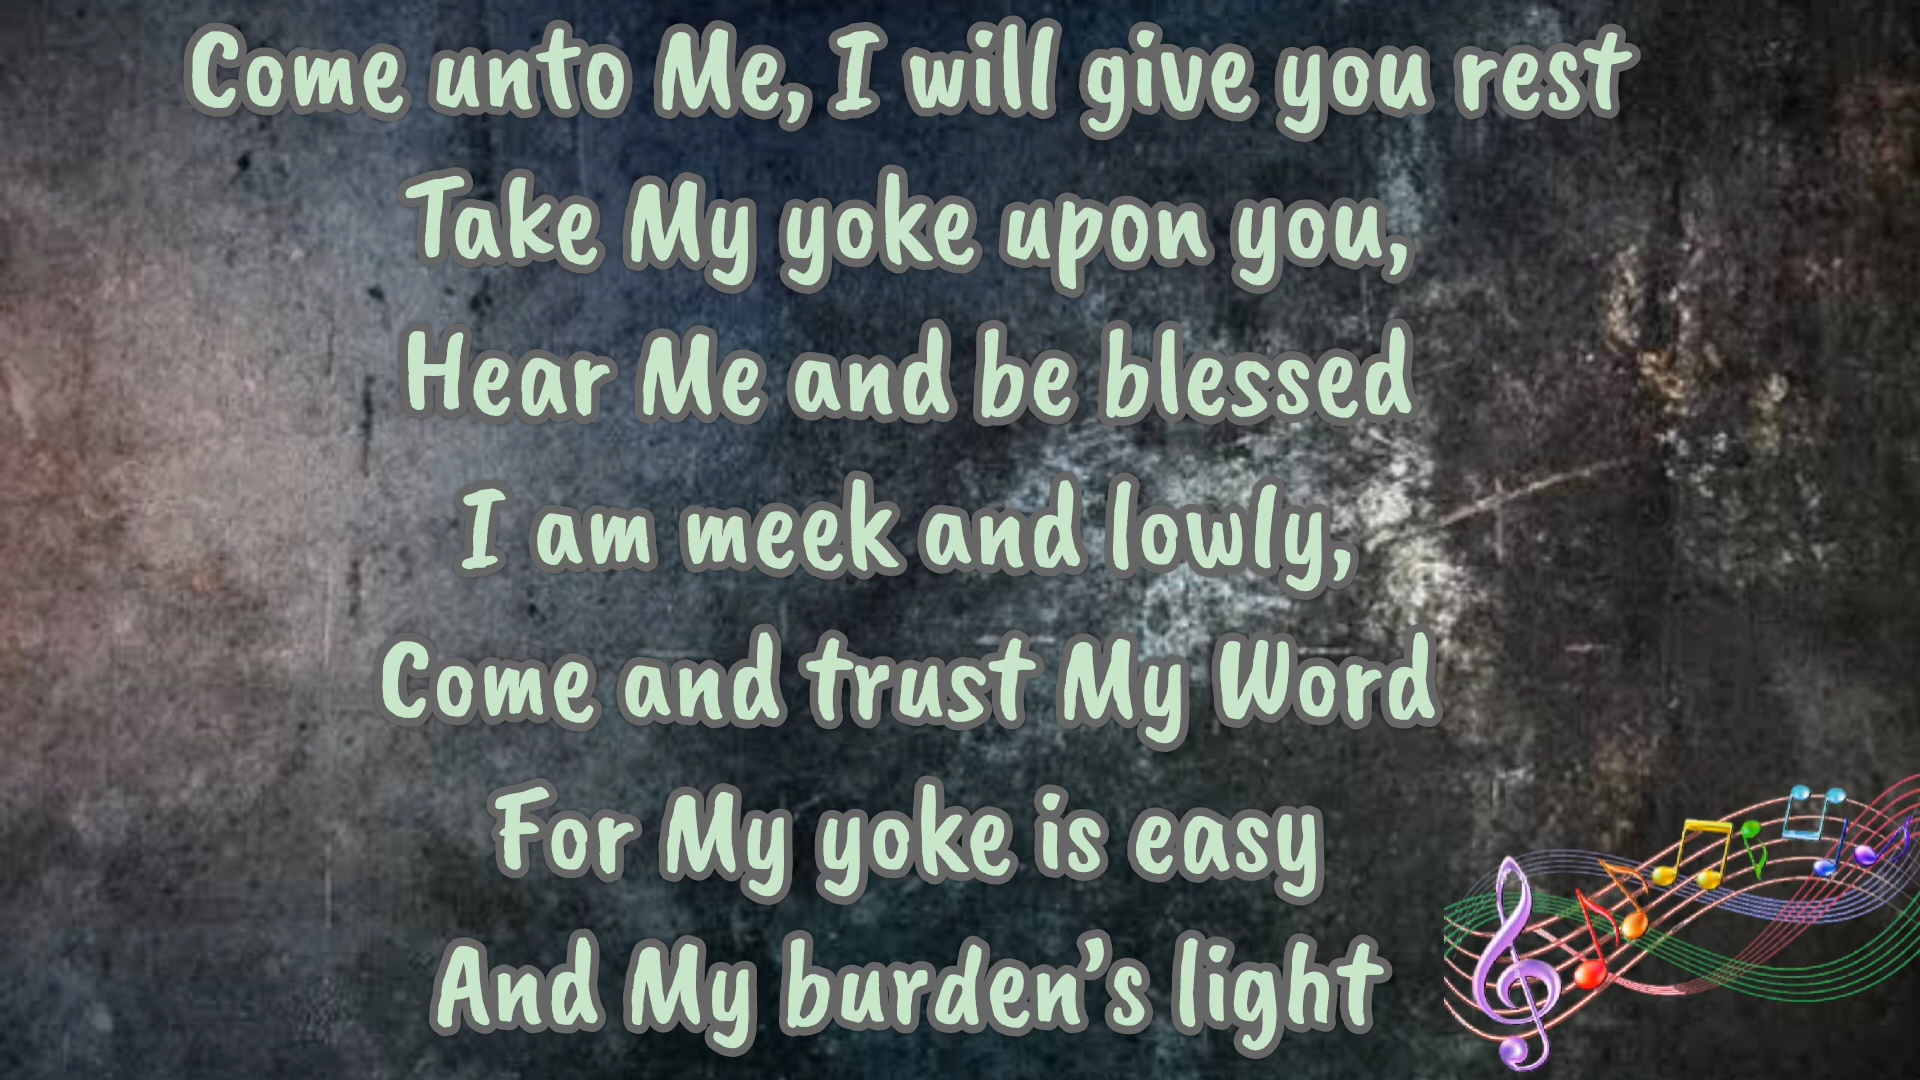 Come unto Me, I will give you rest
Take My yoke upon you,
Hear Me and be blessed
I am meek and lowly,
Come and trust My Word
For My yoke is easy
And My burden’s light